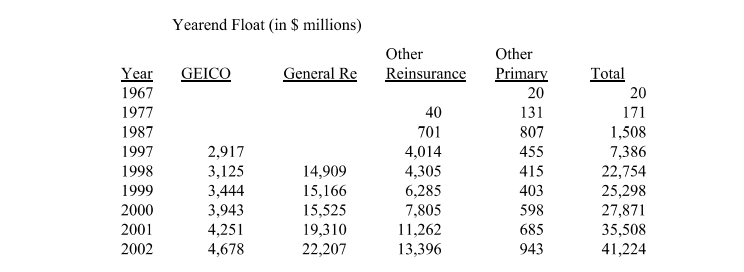 Yearend Float (in $ millions)
Other Other
Year GEICO General Re Reinsurance Primary Total
1967 20 20
1977 40 131 171
1987 701 807 1,508
1997 2,917 4,014 455 7,386
1998 3,125 14,909 4,305 415 22,754
1999 3,444 15,166 6,285 403 25,298
2000 3,943 15,525 7,805 598 27,871
2001 4,251 19,310 11,262 685 35,508
2002 4,678 22,207 13,396 943 41,224